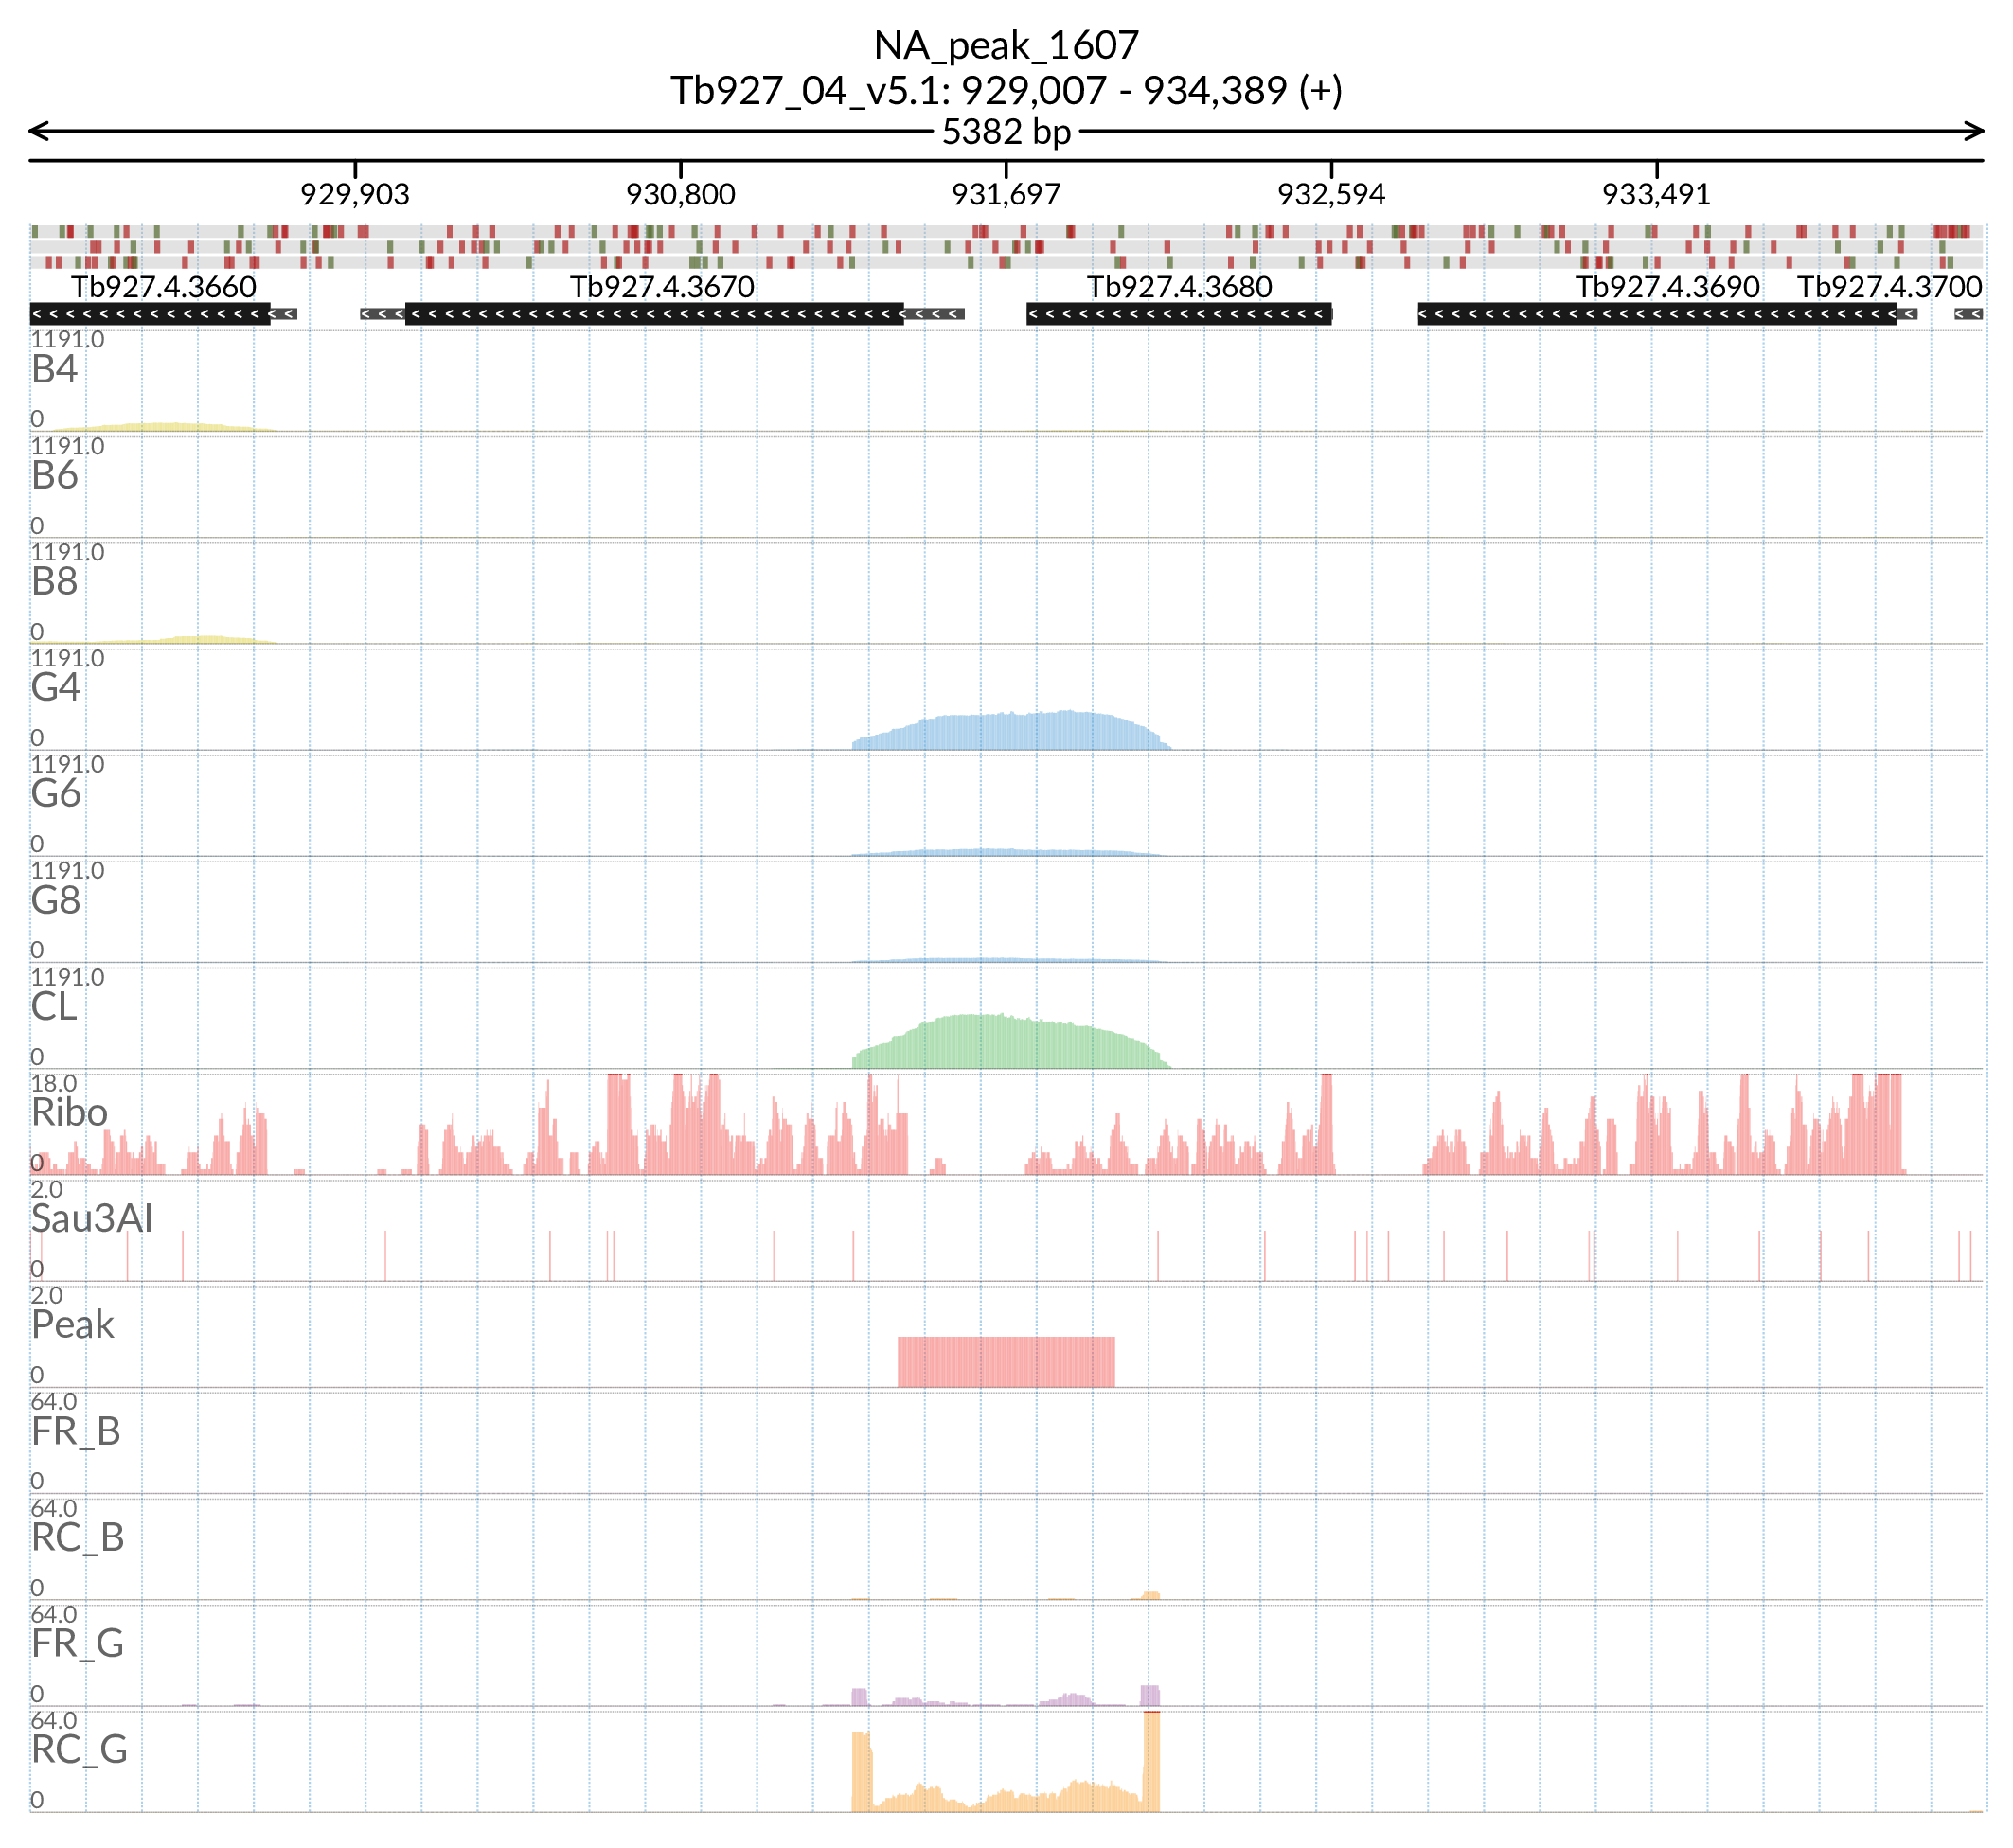 NA_peak_1607
Tb927_04_v5.1: 929,007 - 934,389 (+)
5382 bp
929,903 930,800 931,697 932,594 933,491
Tb927.4.3660 Tb927.4.3670 Tb927.4.3680 Tb927.4.3690 Tb927.4.3700
1191.0
B4
0
1191.0
B6
0
1191.0
B8
0
1191.0
G4
0
1191.0
G6
0
1191.0
G8
0
1191.0
CL
0
18.0
Ribo
0
2.0
Sau3AI
0
2.0
Peak
0
64.0
FR_B
0
64.0
RC_B
0
64.0
FR_G
0
64.0
RC_G
0